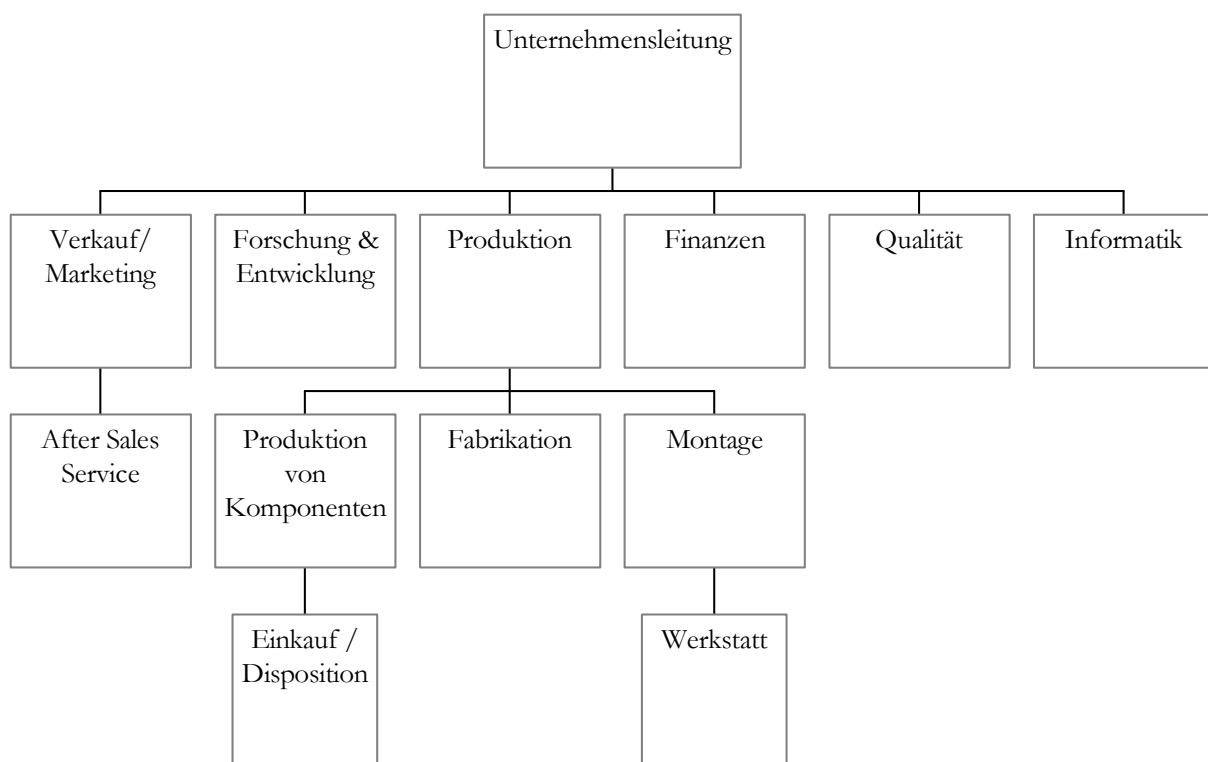 Unternehmensleitung
Verkauf/
Marketing
Forschung &
Entwicklung
Produktion
Finanzen
Qualität
Informatik
After Sales
Service
Produktion
von
Komponenten
Fabrikation
Montage
Einkauf /
Disposition
Werkstatt